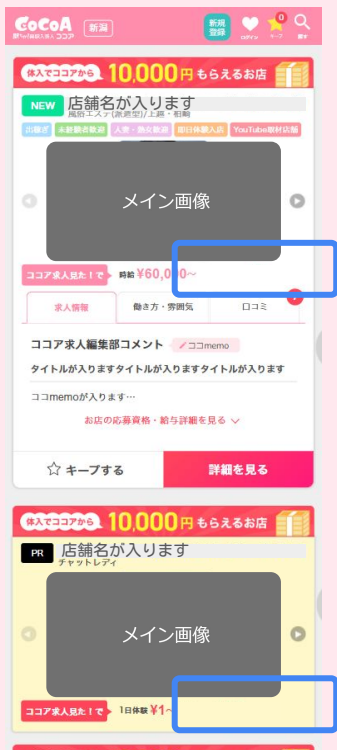 COCOA
新潟
新規
登録
ログイン
キープ
探す
体入でココアから 10,000円もらえるお店
NEW 店舗名が入ります
風俗エステ(派遣型)/上越・柏崎
出稼ぎ 未経験者歓迎 人妻・熟女歓迎 即日体験入店 YouTube取材店舗
メイン画像
ココア求人見た！で 時給 ¥60,000~
求人情報 働き方・雰囲気 口コミ
ココア求人編集部コメント ココmemo
タイトルが入りますタイトルが入りますタイトルが入ります
ココmemoが入ります…
お店の応募資格・給与詳細を見る
キープする 詳細を見る
体入でココアから 10,000円もらえるお店
PR 店舗名が入ります
チャットレディ
メイン画像
ココア求人見た！で 1日体験 ¥1~